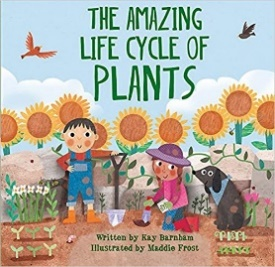 THE AMAZING
LIFE CYCLE OF
PLANTS
Written by Kay Barnham
Illustrated by Maddie Frost